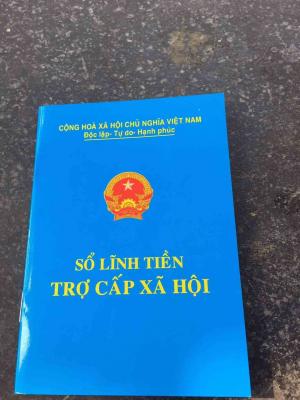 CỘNG HOÀ XÃ HỘI CHỦ NGHĨA VIỆT NAM
Độc lập- Tự do- Hạnh phúc
SỔ LĨNH TIỀN
TRỢ CẤP XÃ HỘI